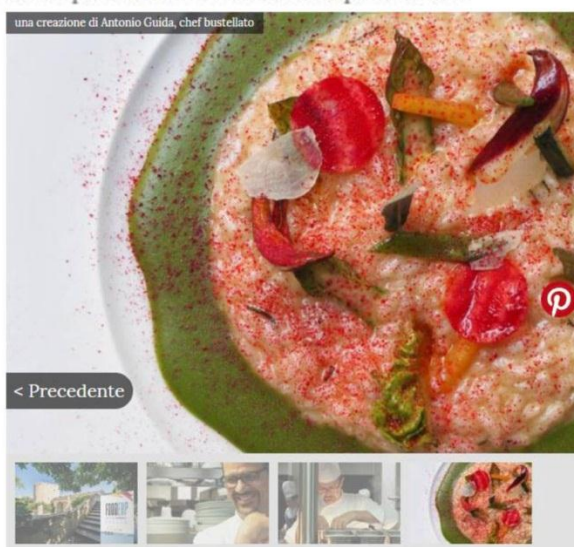 una creazione di Antonio Guida, chef bustellato
< Precedente